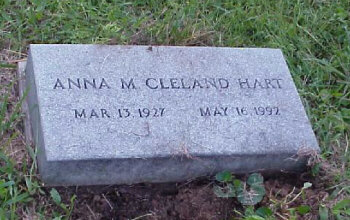 ANNA M. CLELAND HART
MAR. 13, 1927 MAY 16, 1992